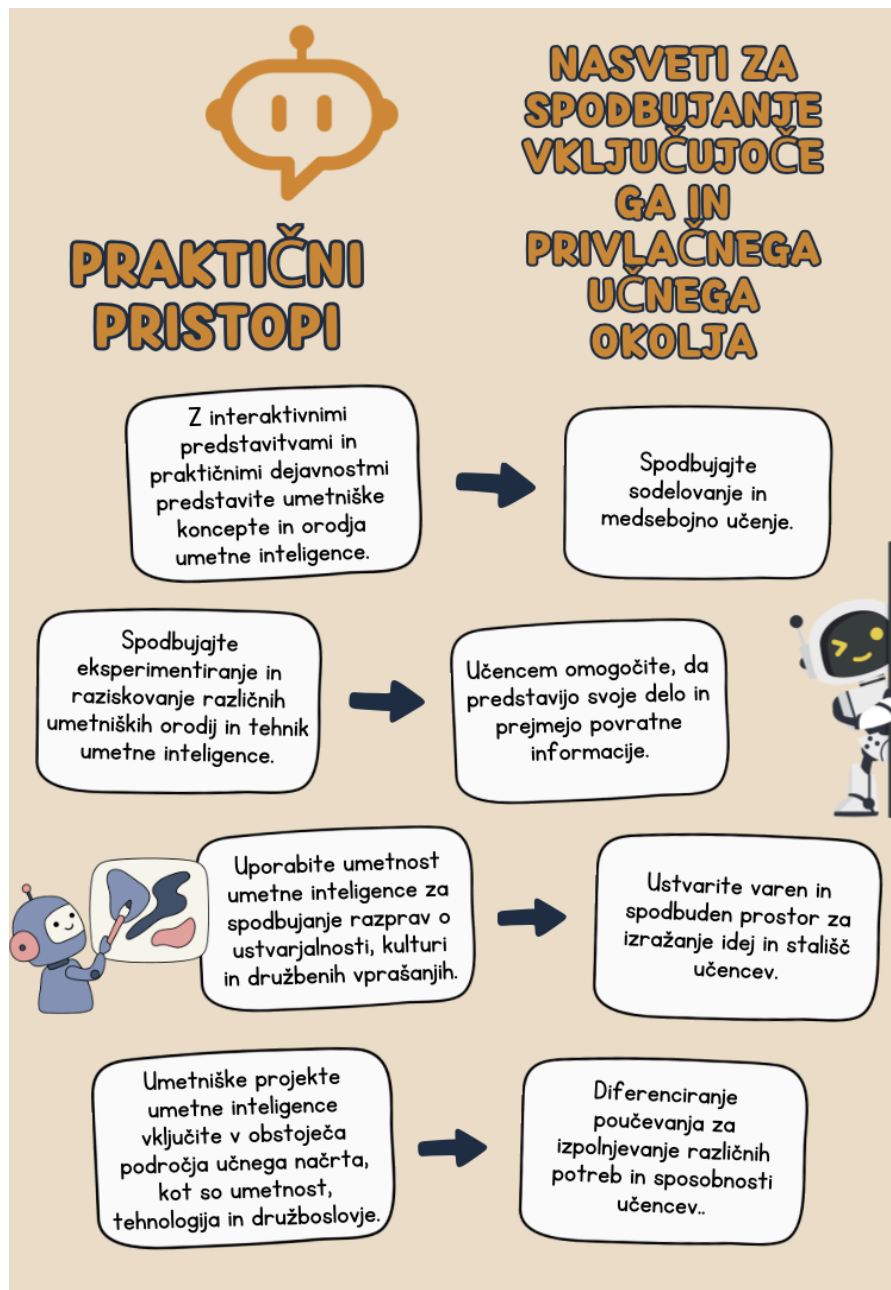 PRAKTIČNI
PRISTOPI
NASVETI ZA
SPODBUJANJE
VKLJUČUJOČE
GA IN
PRIVLAČNEGA
UČNEGA
OKOLJA
Z interaktivnimi
predstavitvami in
praktičnimi dejavnostmi
predstavite umetniške
koncepte in orodja
umetne inteligence.
Spodbujajte
sodelovanje in
medsebojno učenje.
Spodbujajte
eksperimentiranje in
raziskovanje različnih
umetniških orodij in tehnik
umetne inteligence.
Učencem omogočite, da
predstavijo svoje delo in
prejmejo povratne
informacije.
Uporabite umetnost
umetne inteligence za
spodbujanje razprav o
ustvarjalnosti, kulturi
in družbenih vprašanjih.
Ustvarite varen in
spodbuden prostor za
izražanje idej in stališč
učencev.
Umetniške projekte
umetne inteligence
vključite v obstoječa
področja učnega načrta,
kot so umetnost,
tehnologija in družboslovje.
Diferenciranje
poučevanja za
izpolnjevanje različnih
potreb in sposobnosti
učencev..